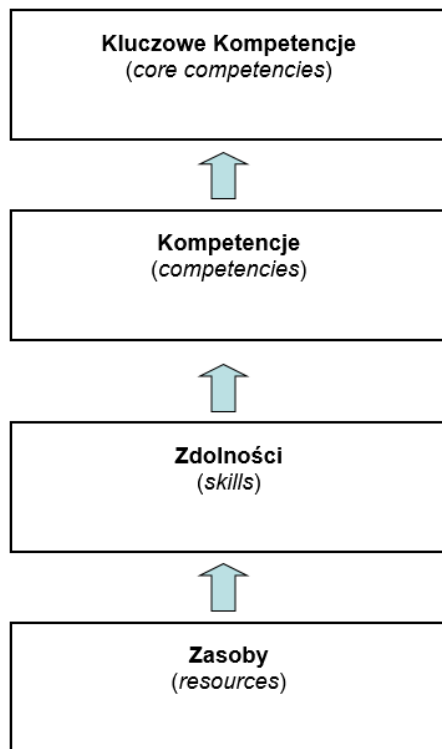 Kluczowe Kompetencje
(core competencies)
Kompetencje
(competencies)
Zdolności
(skills)
Zasoby
(resources)